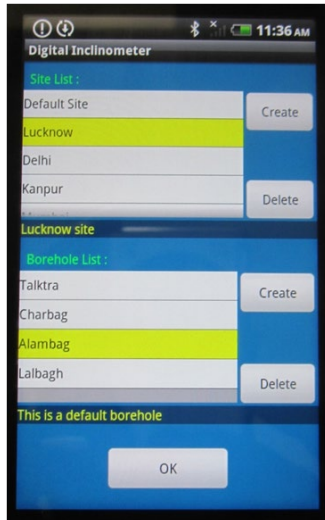 11:36 AM
Digital Inclinometer
Site List :
Default Site
Create
Lucknow
Delhi
Kanpur
Delete
Lucknow site
Borehole List :
Talktra
Create
Charbag
Alambag
Lalbagh
Delete
This is a default borehole
OK